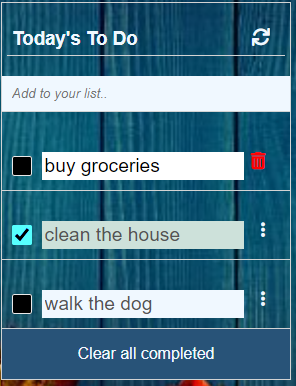 Today's To Do
Add to your list..
buy groceries
clean the house
walk the dog
Clear all completed